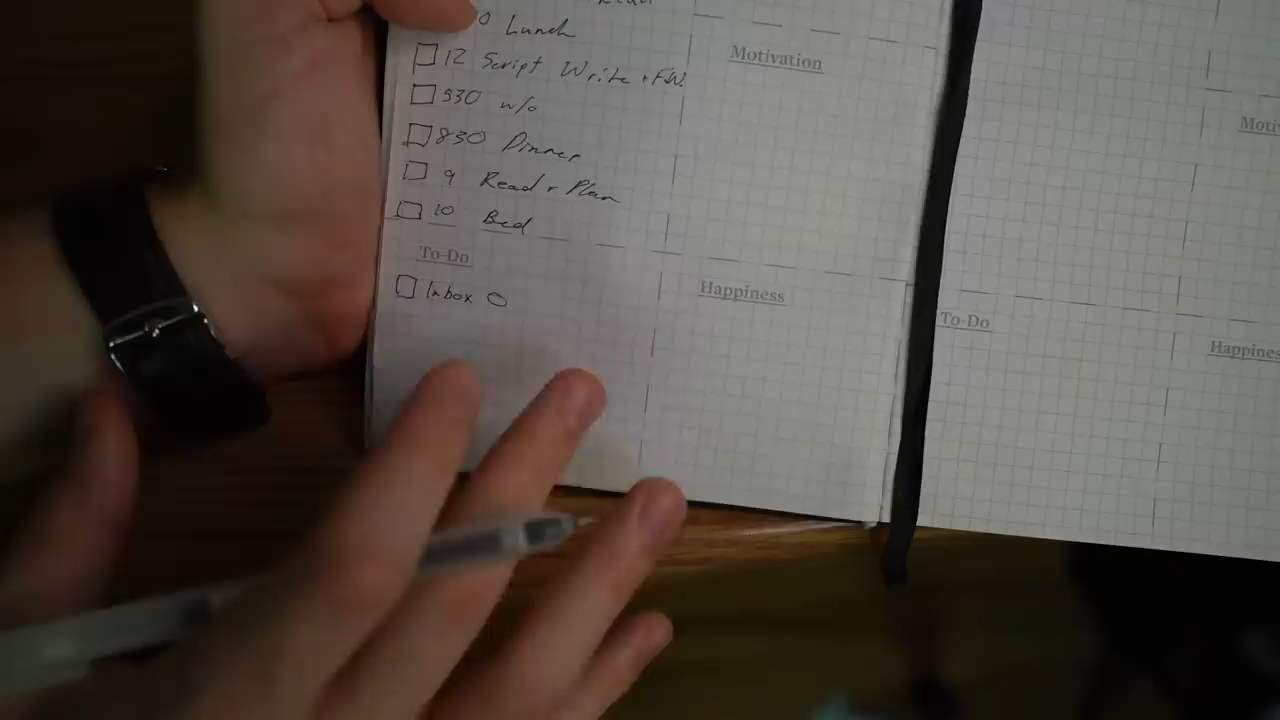 Lunch
Motivation
12 Script Write + FW.
530 w/o
830 Dinner
9 Read + Plan
10 Bed
To-Do
Inbox 0
Happiness
To-Do